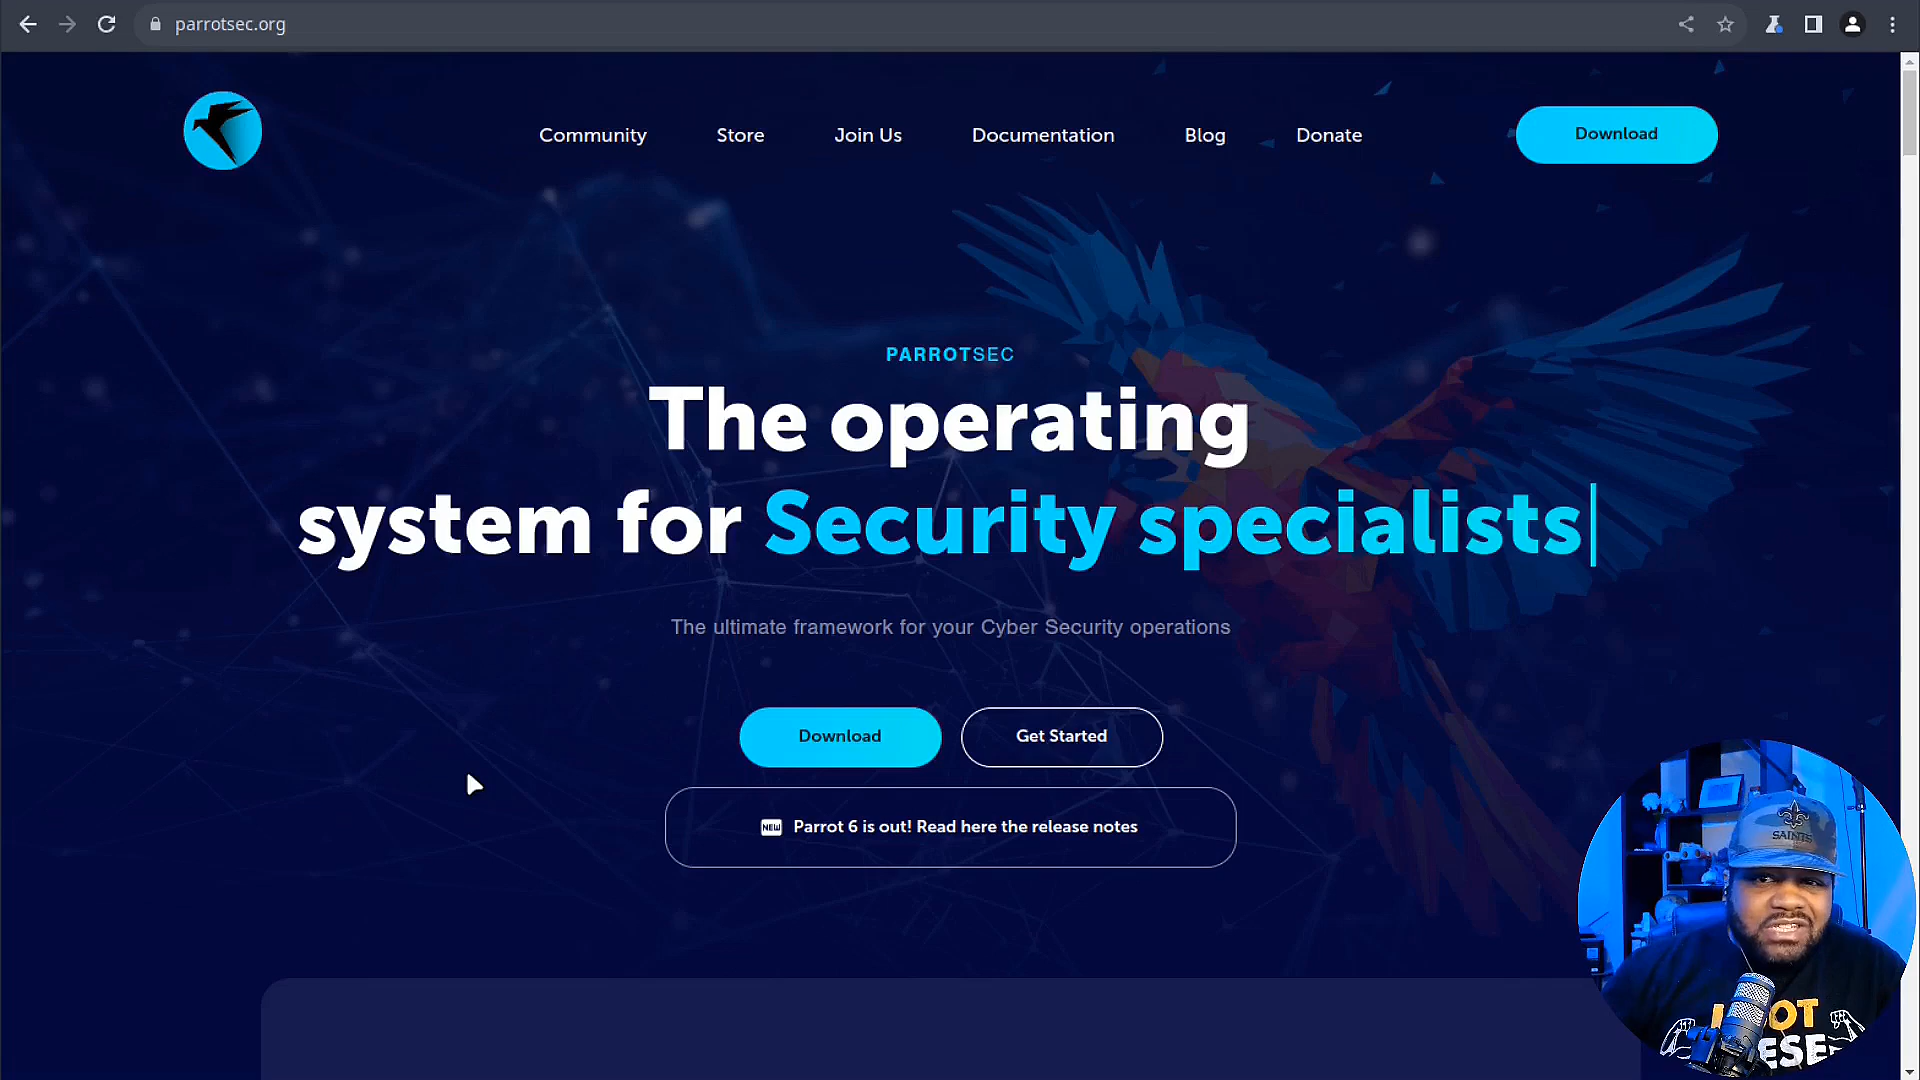 parrotsec.org
Community
Store
Join Us
Documentation
Blog
Donate
Download
PARROTSEC
The operating
system for Security specialists
The ultimate framework for your Cyber Security operations
Download
Get Started
NEW Parrot 6 is out! Read here the release notes
SAINTS